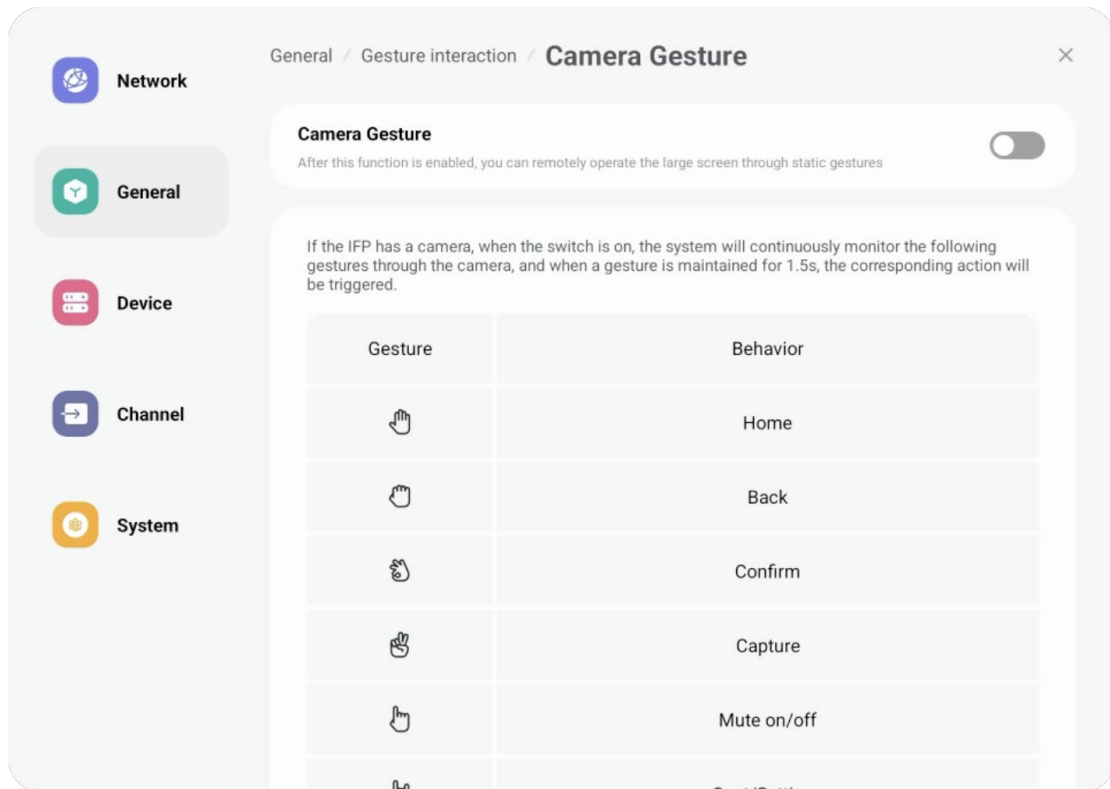 General / Gesture interaction / Camera Gesture
Network
General
Device
Channel
System
Camera Gesture
After this function is enabled, you can remotely operate the large screen through static gestures
If the IFP has a camera, when the switch is on, the system will continuously monitor the following
gestures through the camera, and when a gesture is maintained for 1.5s, the corresponding action will
be triggered.
Gesture Behavior
Home
Back
Confirm
Capture
Mute on/off